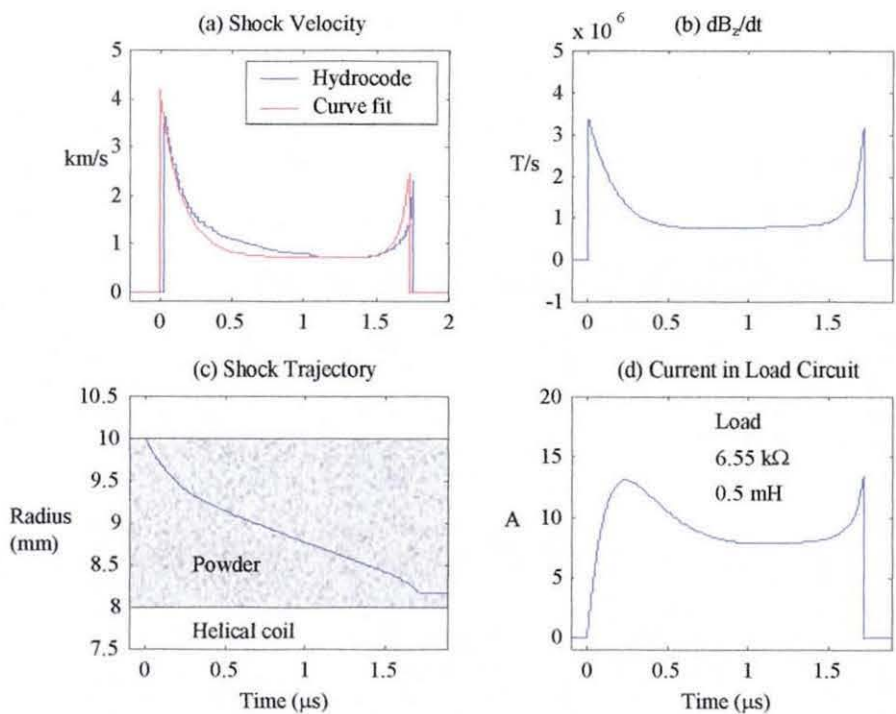 (a) Shock Velocity
5
4
3
2
1
0
km/s
Hydrocode
Curve fit
0
0.5
1
1.5
2
(b) dB_z/dt
x 10^6
5
4
3
2
1
0
-1
T/s
0
0.5
1
1.5
(c) Shock Trajectory
10.5
10
9.5
9
8.5
8
7.5
Radius
(mm)
Powder
Helical coil
0
0.5
1
1.5
Time (μs)
(d) Current in Load Circuit
20
15
10
5
0
A
Load
6.55 kΩ
0.5 mH
0
0.5
1
1.5
Time (μs)